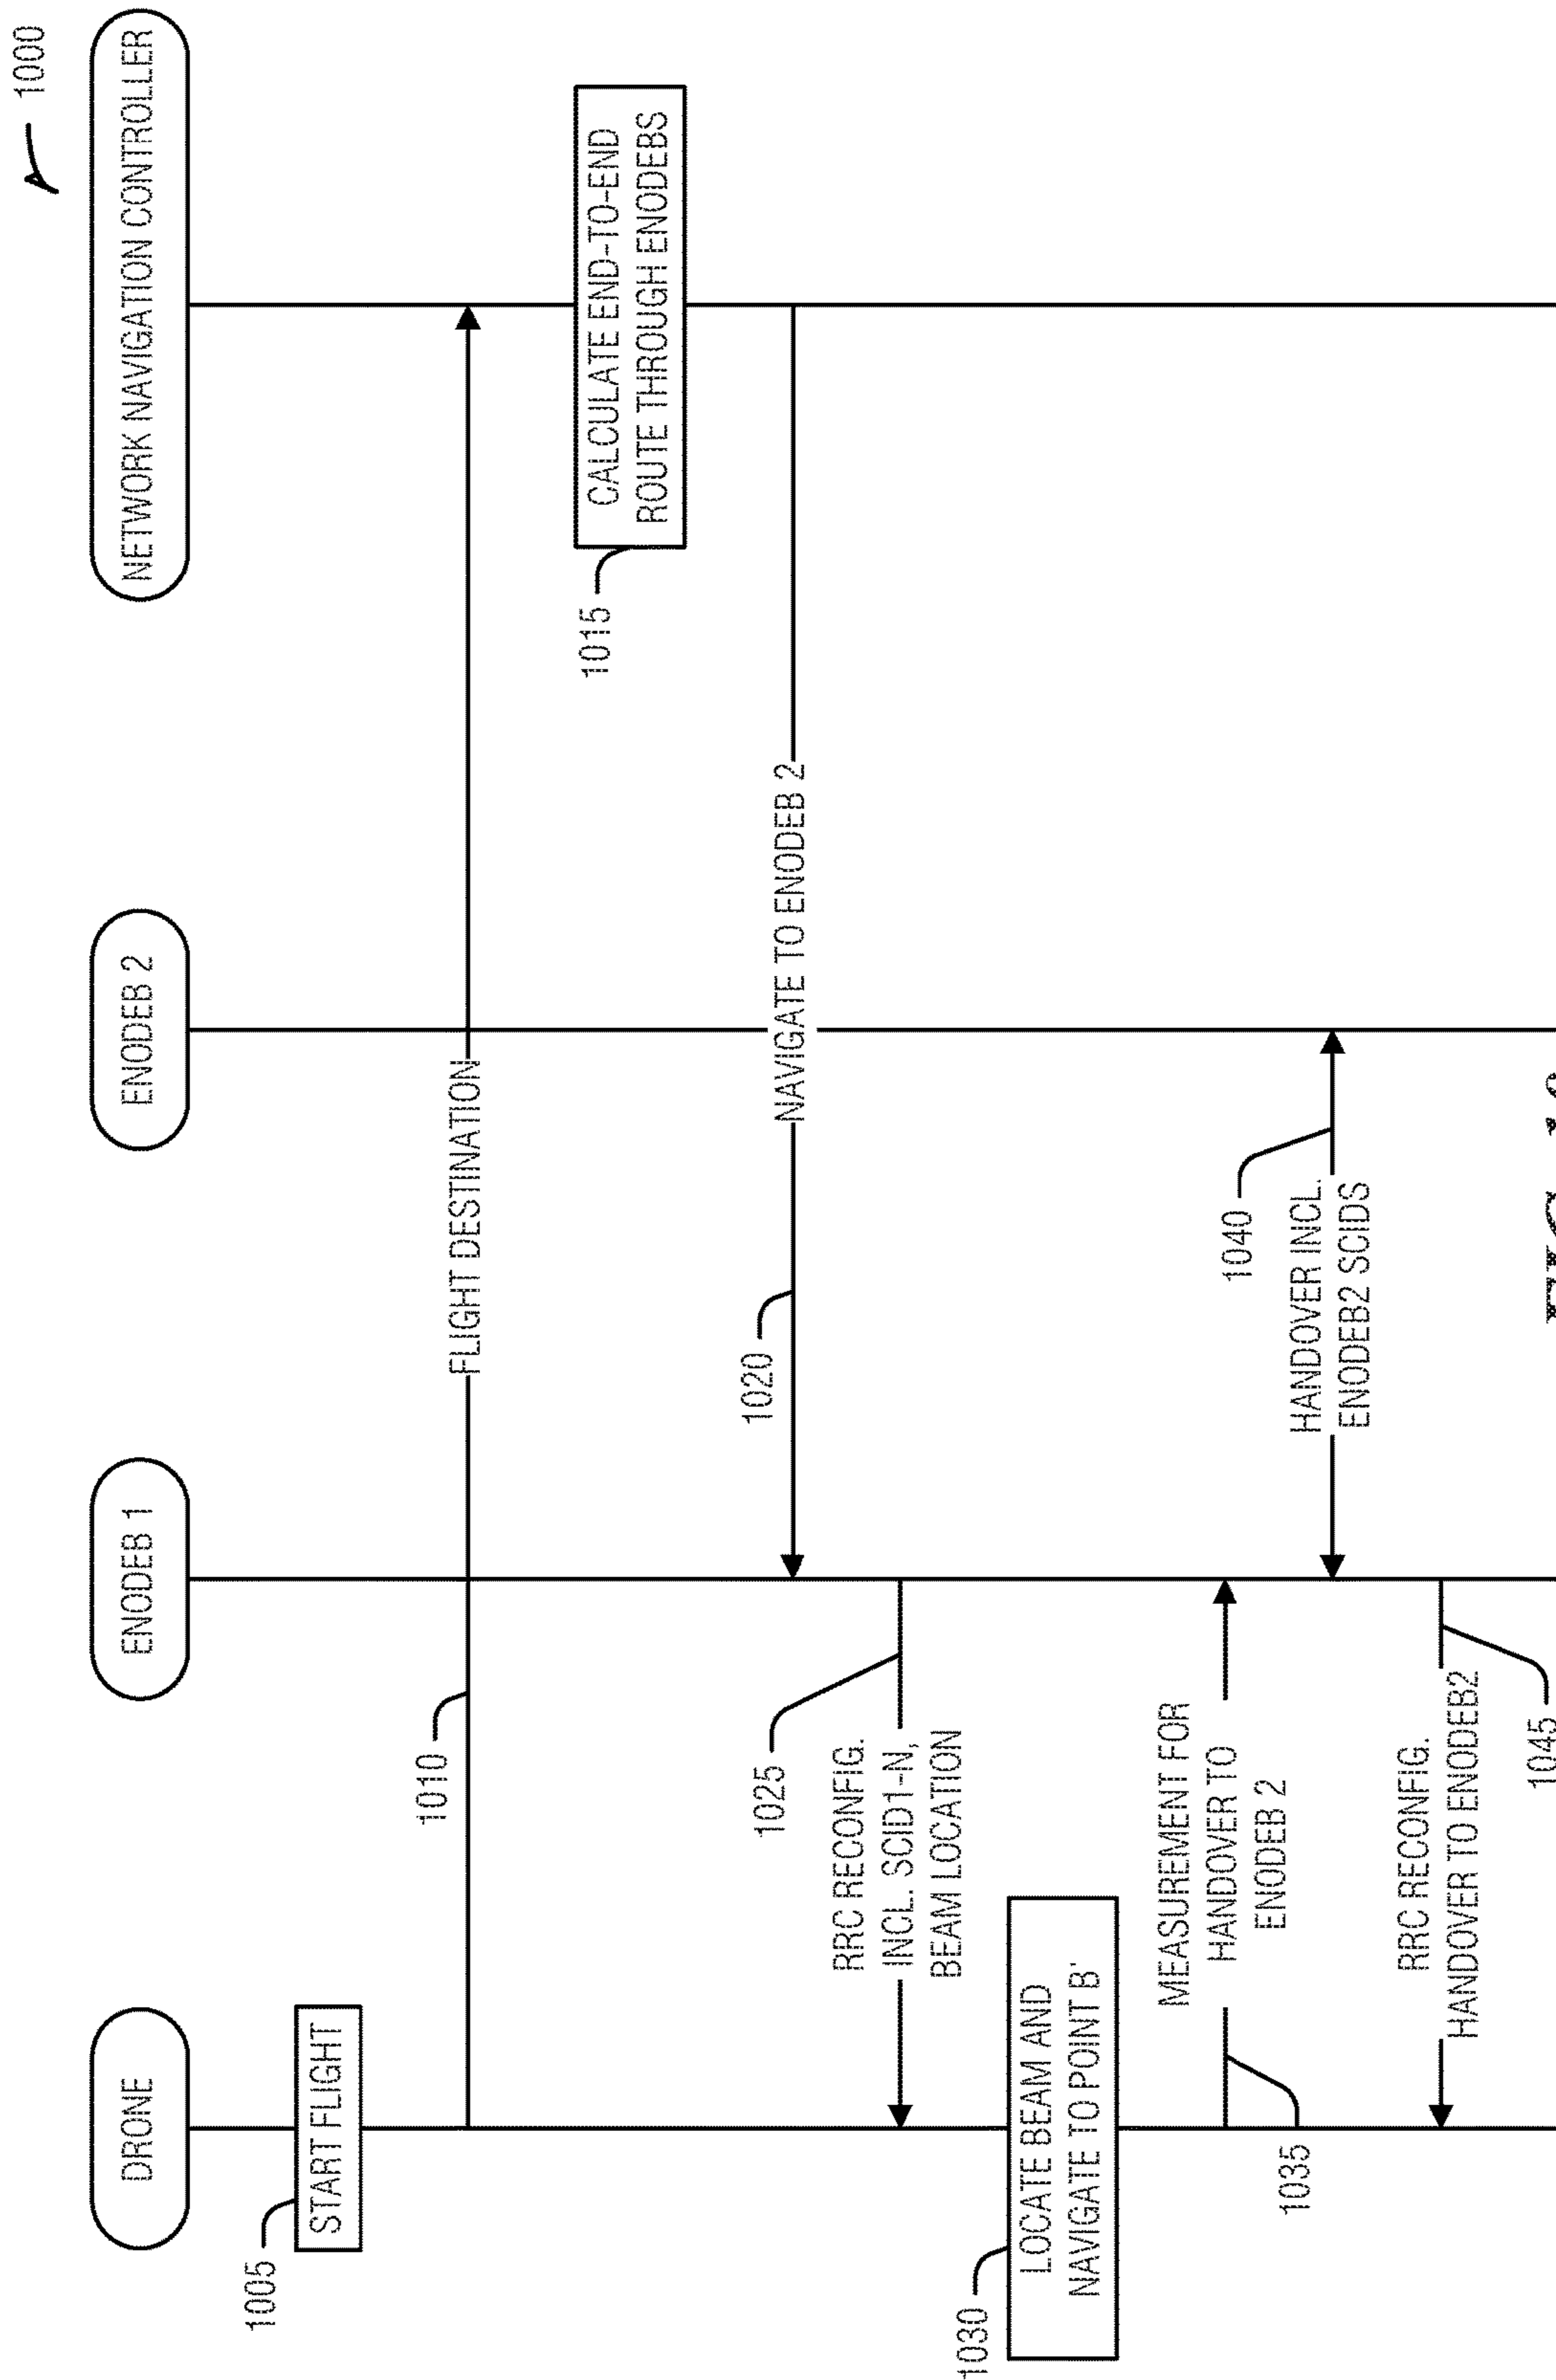 1000
DRONE
ENODEB 1
ENODEB 2
NETWORK NAVIGATION CONTROLLER
1005
START FLIGHT
1010
FLIGHT DESTINATION
1015
CALCULATE END-TO-END
ROUTE THROUGH ENODEBS
1020
NAVIGATE TO ENODEB 2
1025
RRC RECONFIG.
INCL. SCID1-N,
BEAM LOCATION
1030
LOCATE BEAM AND
NAVIGATE TO POINT B'
MEASUREMENT FOR
HANDOVER TO
ENODEB 2
1035
1040
HANDOVER INCL.
ENODEB2 SCIDS
RRC RECONFIG.
HANDOVER TO ENODEB2
1045